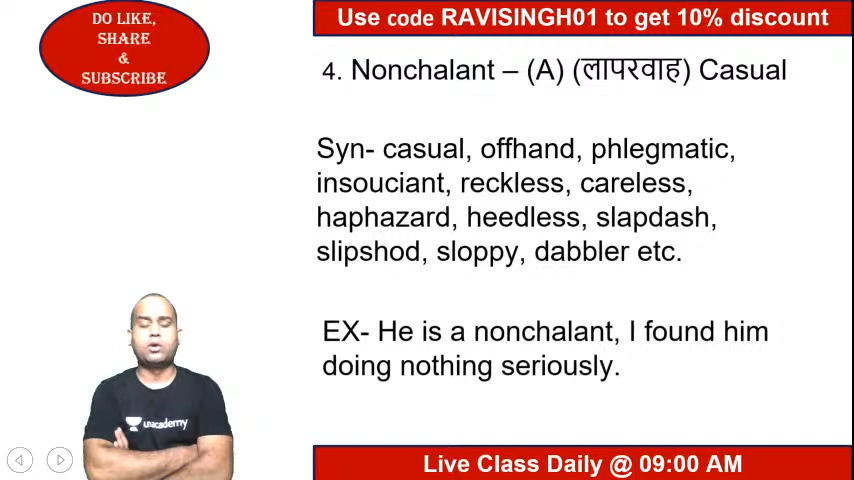 DO LIKE,
SHARE
&
SUBSCRIBE
Use code RAVISINGH01 to get 10% discount
4. Nonchalant – (A) (लापरवाह) Casual
Syn- casual, offhand, phlegmatic,
insouciant, reckless, careless,
haphazard, heedless, slapdash,
slipshod, sloppy, dabbler etc.
EX- He is a nonchalant, I found him
doing nothing seriously.
unacademy
Live Class Daily @ 09:00 AM